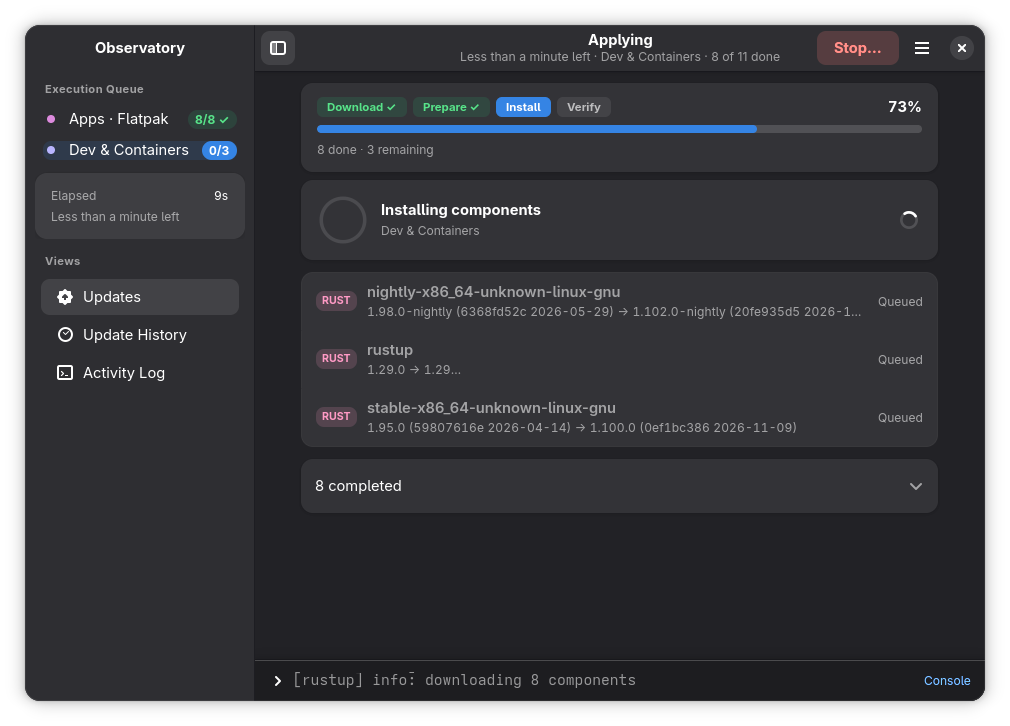 Observatory
Execution Queue
Apps · Flatpak 8/8 ✓
Dev & Containers 0/3
Elapsed 9s
Less than a minute left
Views
Updates
Update History
Activity Log
Applying
Less than a minute left · Dev & Containers · 8 of 11 done
Stop...
Download ✓ Prepare ✓ Install Verify 73%
8 done · 3 remaining
Installing components
Dev & Containers
RUST nightly-x86_64-unknown-linux-gnu
1.98.0-nightly (6368fd52c 2026-05-29) → 1.102.0-nightly (20fe935d5 2026-1... Queued
RUST rustup
1.29.0 → 1.29... Queued
RUST stable-x86_64-unknown-linux-gnu
1.95.0 (59807616e 2026-04-14) → 1.100.0 (0ef1bc386 2026-11-09) Queued
8 completed
[rustup] info: downloading 8 components Console